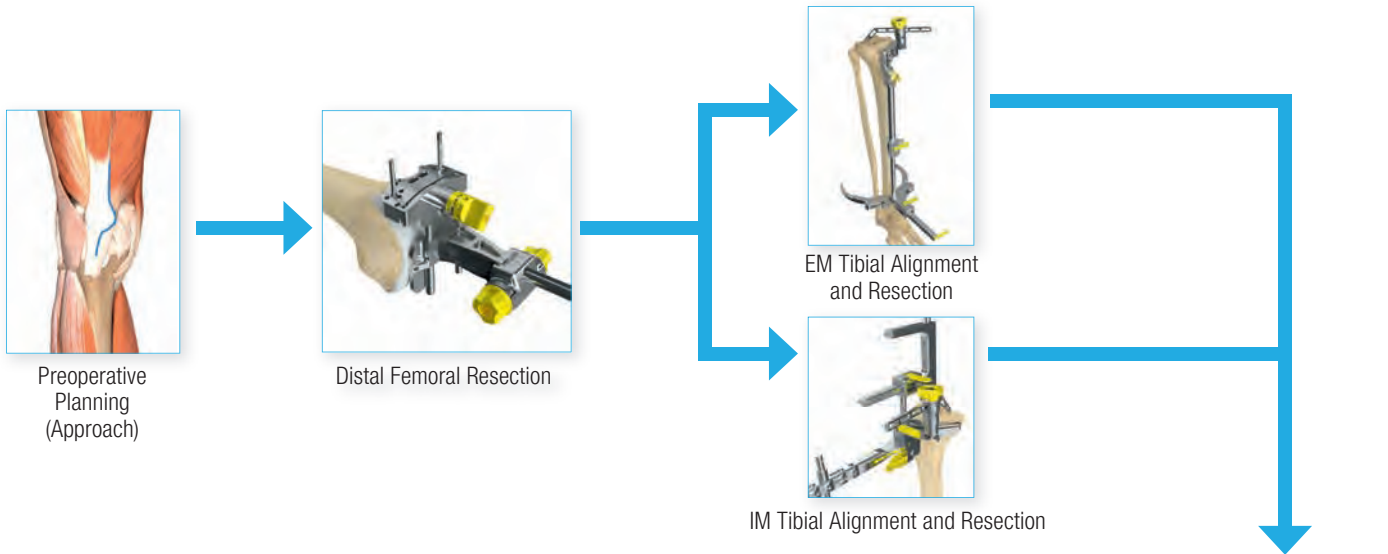 Preoperative
Planning
(Approach)
Distal Femoral Resection
EM Tibial Alignment
and Resection
IM Tibial Alignment and Resection